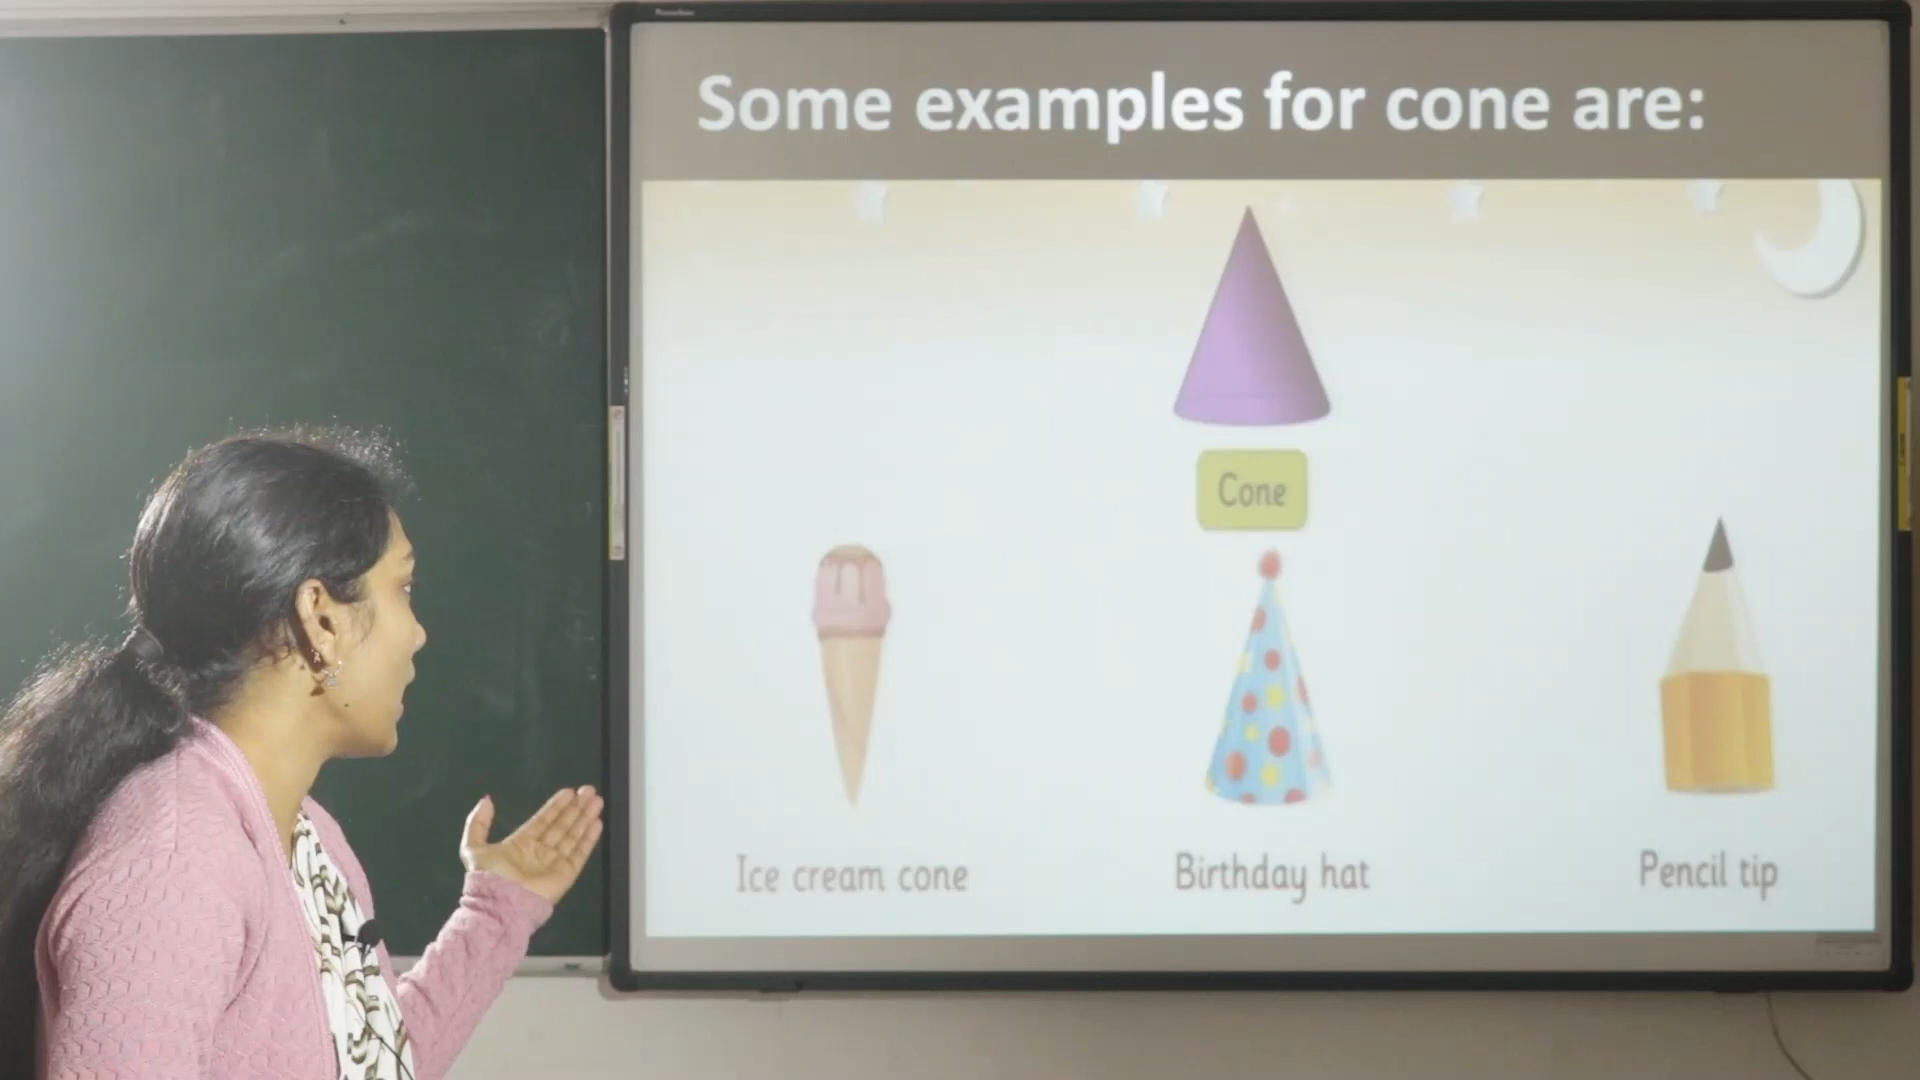 Some examples for cone are:
Cone
Ice cream cone
Birthday hat
Pencil tip